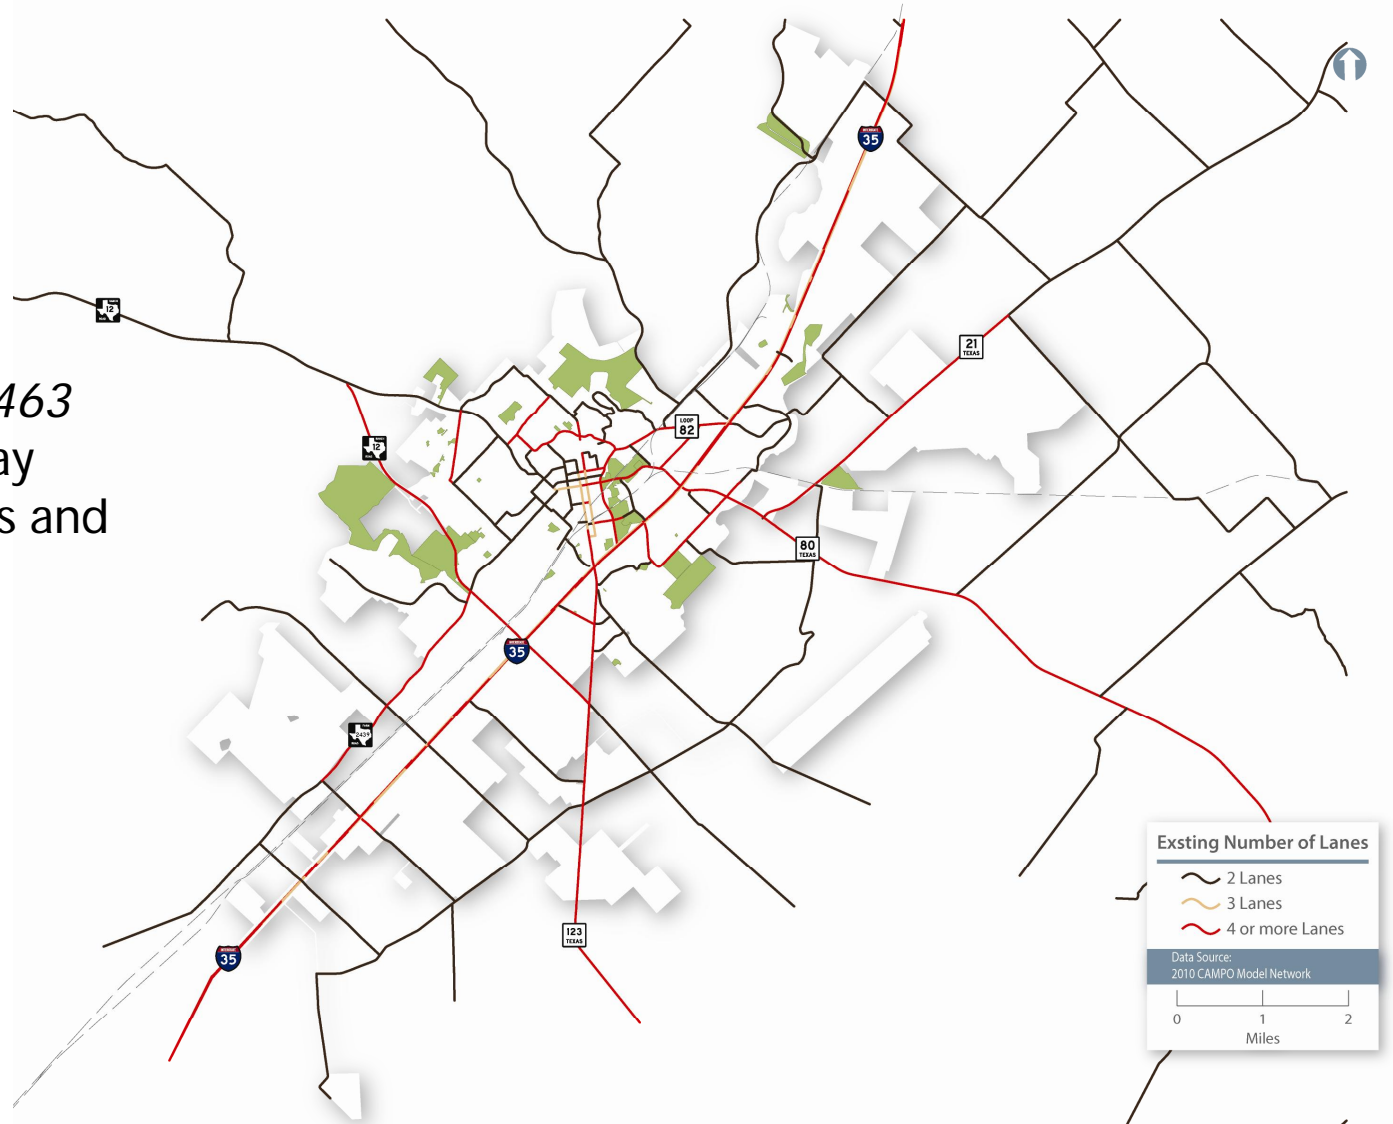 463
ay
s and
35
12
21
TEXAS
LOOP
82
12
80
TEXAS
35
2439
123
TEXAS
35
Exsting Number of Lanes
2 Lanes
3 Lanes
4 or more Lanes
Data Source:
2010 CAMPO Model Network
0 1 2
Miles